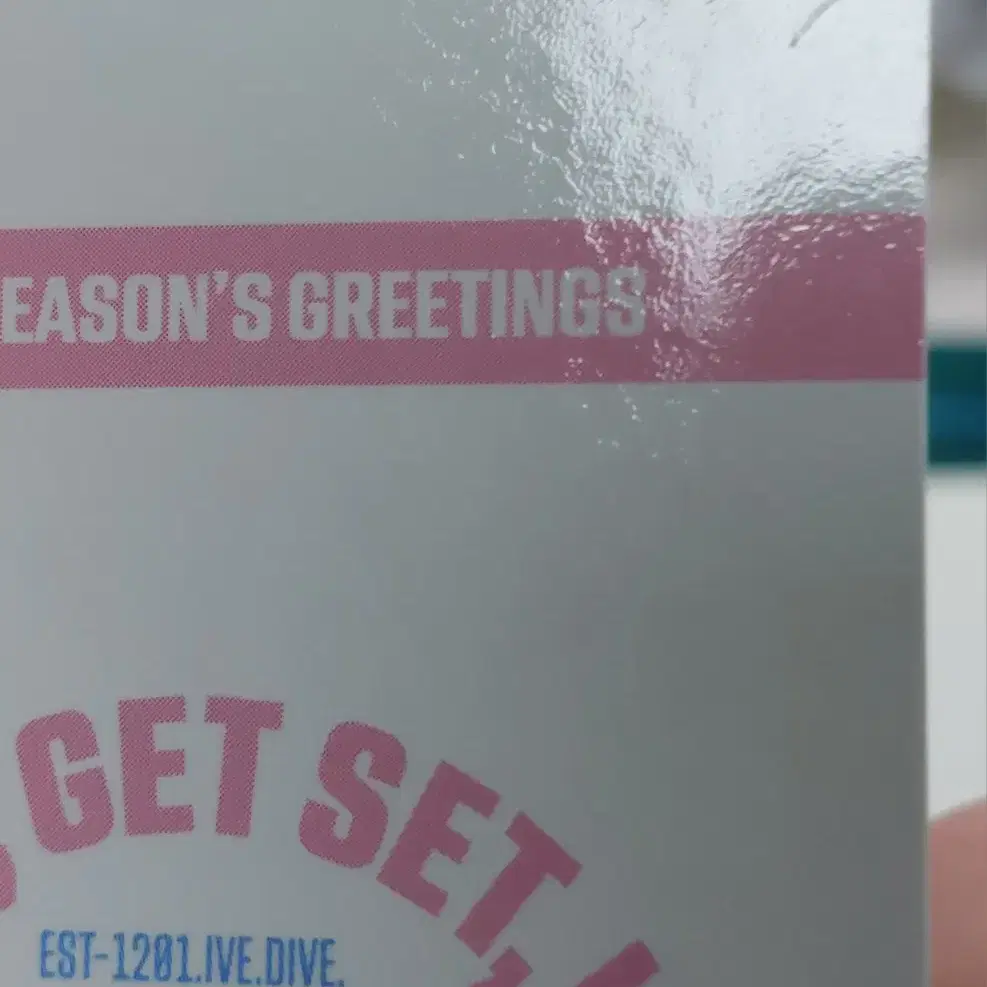 EASON'S GREETINGS
GET SET,
EST-1201.IVE.DIVE.